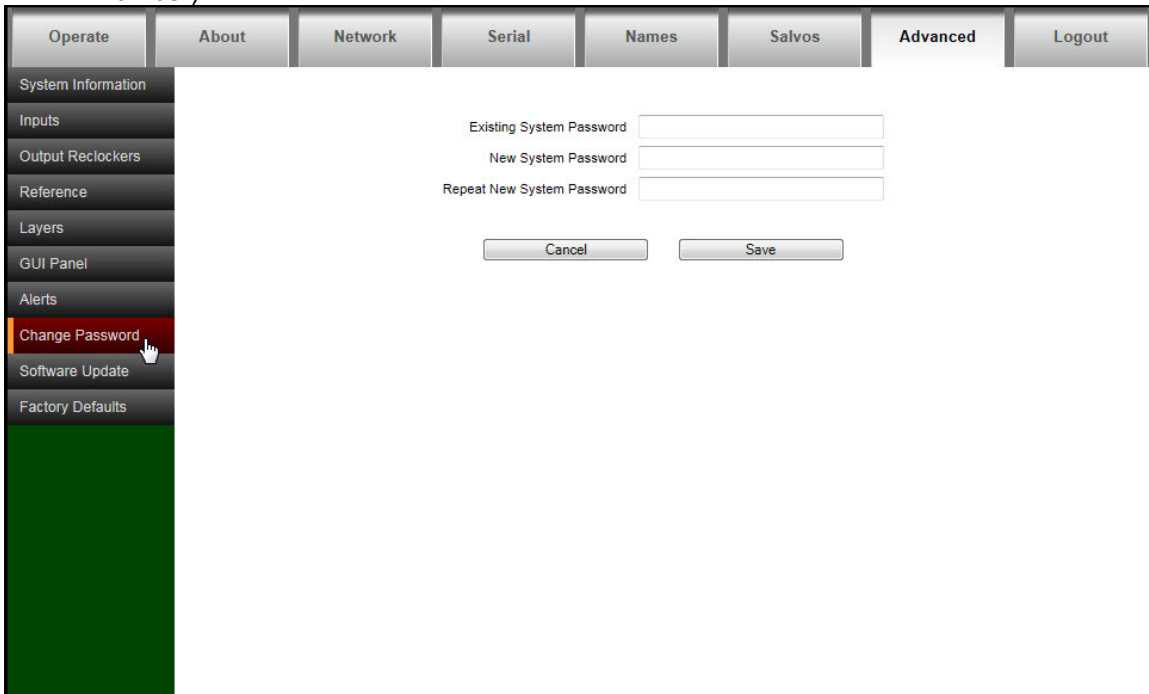 Operate About Network Serial Names Salvos Advanced Logout
System Information
Inputs
Existing System Password
Output Reclockers
New System Password
Reference
Repeat New System Password
Layers
GUI Panel
Cancel Save
Alerts
Change Password
Software Update
Factory Defaults